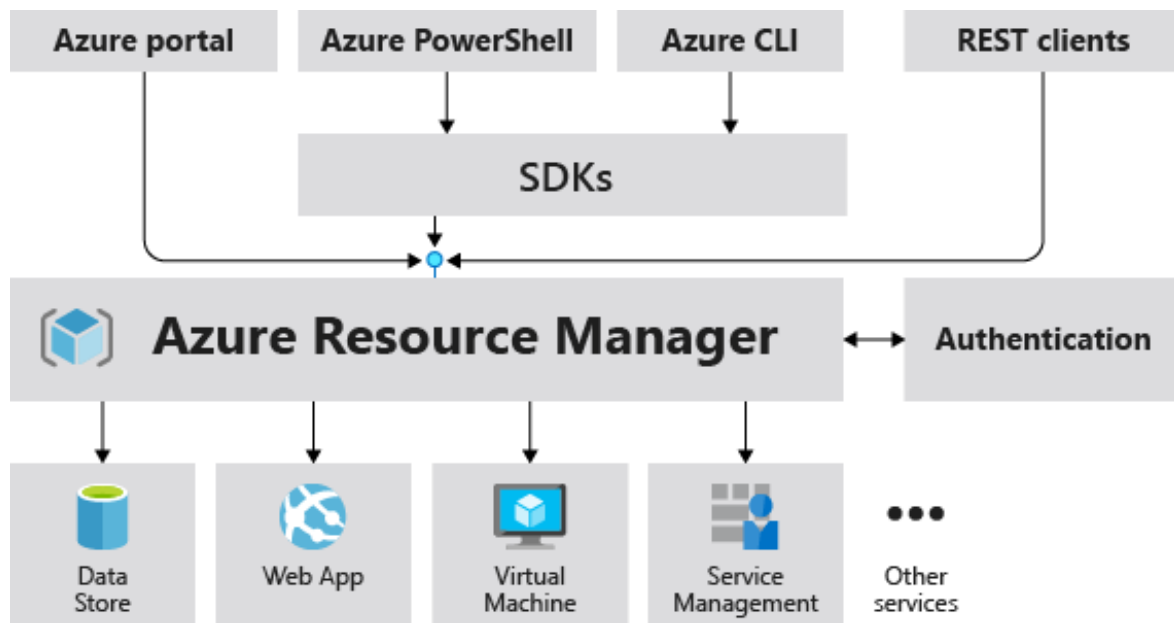 Azure portal
Azure PowerShell
Azure CLI
REST clients
SDKs
Azure Resource Manager
Authentication
Data
Store
Web App
Virtual
Machine
Service
Management
Other
services